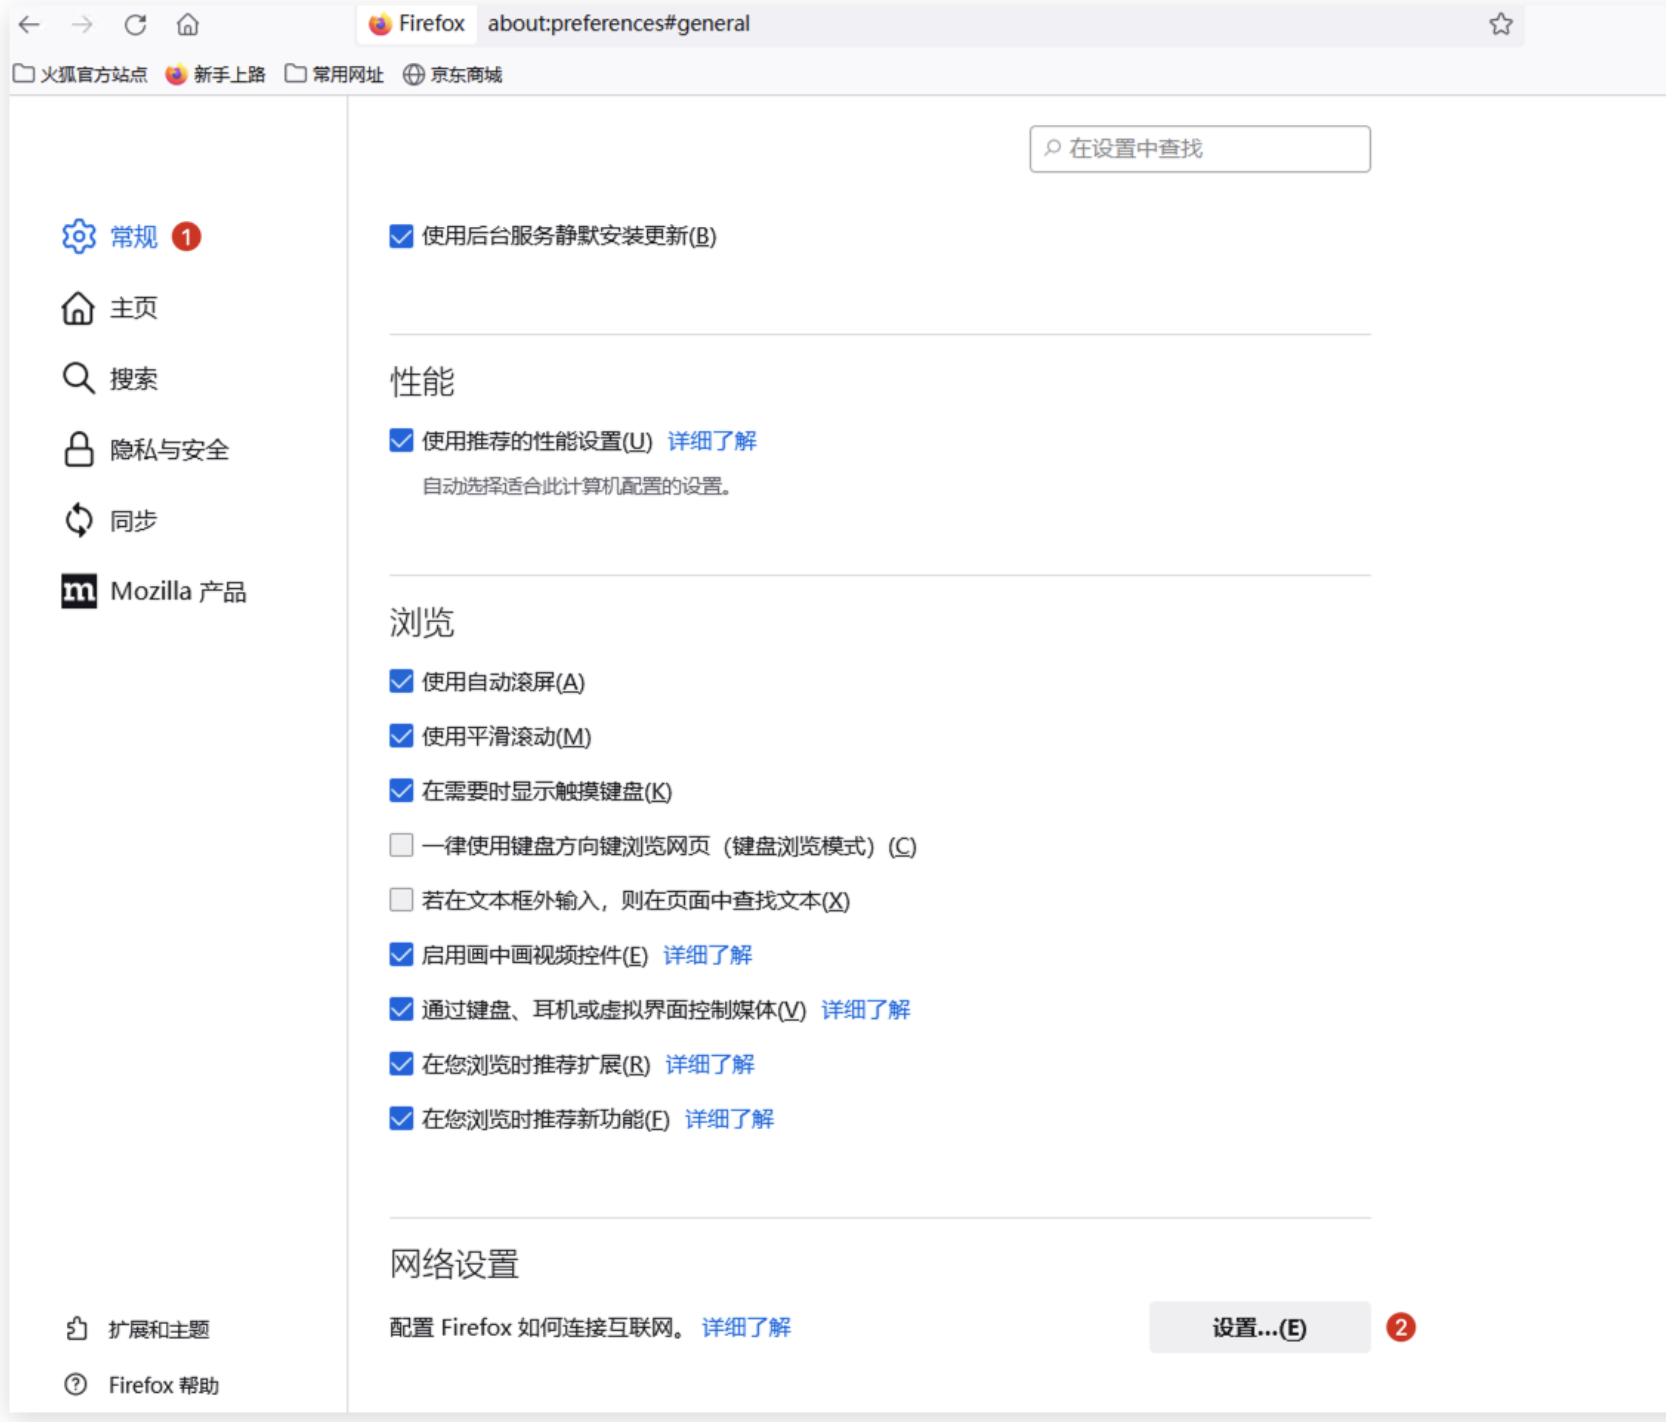 Firefox about:preferences#general
火狐官方站点 新手上路 常用网址 京东商城
在设置中查找
常规 1
主页
搜索
隐私与安全
同步
Mozilla 产品
扩展和主题
Firefox 帮助
使用后台服务静默安装更新(B)
性能
使用推荐的性能设置(U) 详细了解
自动选择适合此计算机配置的设置。
浏览
使用自动滚屏(A)
使用平滑滚动(M)
在需要时显示触摸键盘(K)
一律使用键盘方向键浏览网页（键盘浏览模式）(C)
若在文本框外输入，则在页面中查找文本(X)
启用画中画视频控件(E) 详细了解
通过键盘、耳机或虚拟界面控制媒体(V) 详细了解
在您浏览时推荐扩展(R) 详细了解
在您浏览时推荐新功能(F) 详细了解
网络设置
配置 Firefox 如何连接互联网。 详细了解 设置...(E) 2